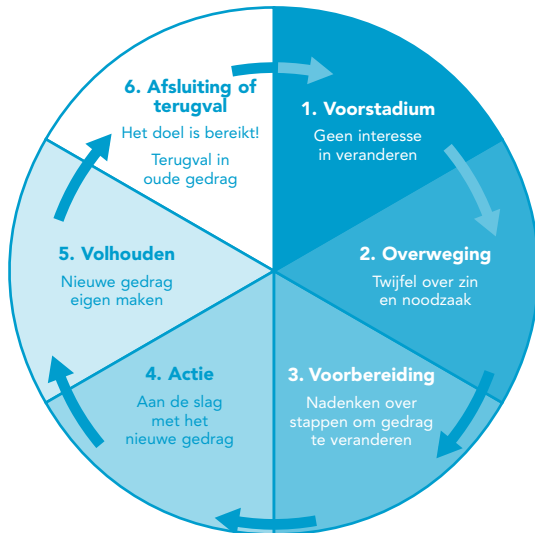 1. Voorstadium
Geen interesse
in veranderen
2. Overweging
Twijfel over zin
en noodzaak
3. Voorbereiding
Nadenken over
stappen om gedrag
te veranderen
4. Actie
Aan de slag
met het
nieuwe gedrag
5. Volhouden
Nieuwe gedrag
eigen maken
6. Afsluiting of
terugval
Het doel is bereikt!
Terugval in
oude gedrag